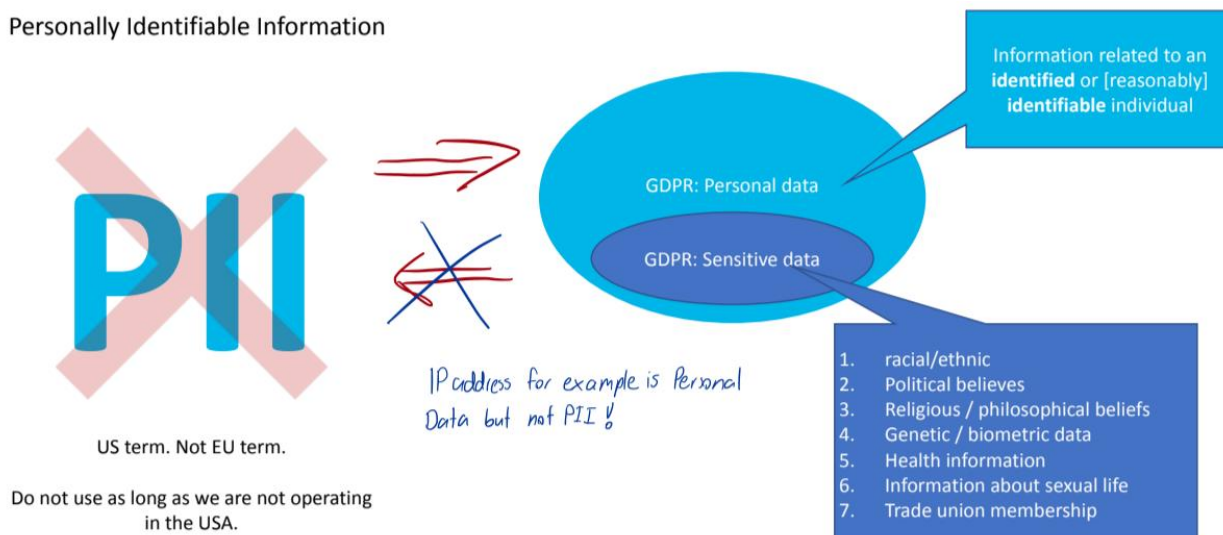 Personally Identifiable Information
PII
US term. Not EU term.
Do not use as long as we are not operating
in the USA.
IP address for example is Personal
Data but not PII!
GDPR: Personal data
GDPR: Sensitive data
Information related to an
identified or [reasonably]
identifiable individual
1. racial/ethnic
2. Political believes
3. Religious / philosophical beliefs
4. Genetic / biometric data
5. Health information
6. Information about sexual life
7. Trade union membership